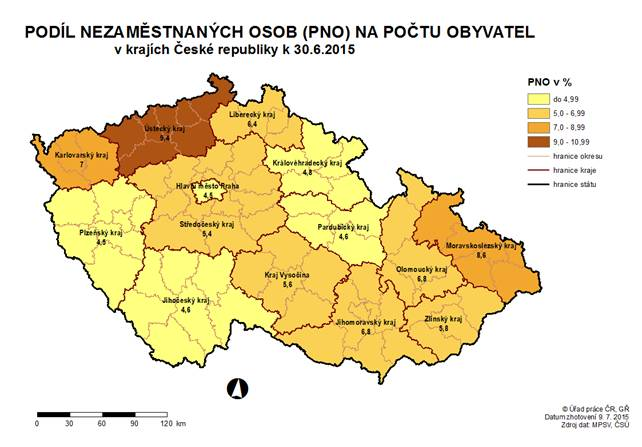 PODÍL NEZAMĚSTNANÝCH OSOB (PNO) NA POČTU OBYVATEL
v krajích České republiky k 30.6.2015
PNO v %
do 4,99
5,0 - 6,99
7,0 - 8,99
9,0 - 10,99
hranice okresu
hranice kraje
hranice státu
Liberecký kraj
6,4
Ústecký kraj
9,4
Karlovarský kraj
7
Královéhradecký kraj
4,8
Hlavní město Praha
4,5
Středočeský kraj
5,4
Pardubický kraj
4,6
Plzeňský kraj
4,5
Moravskoslezský kraj
8,6
Kraj Vysočina
5,6
Olomoucký kraj
6,8
Jihočeský kraj
4,6
Jihomoravský kraj
6,8
Zlínský kraj
5,8
0 30 60 90 120
km
© Úřad práce ČR, GŘ
Datum zhotovení 9. 7. 2015
Zdroj dat: MPSV, ČSÚ